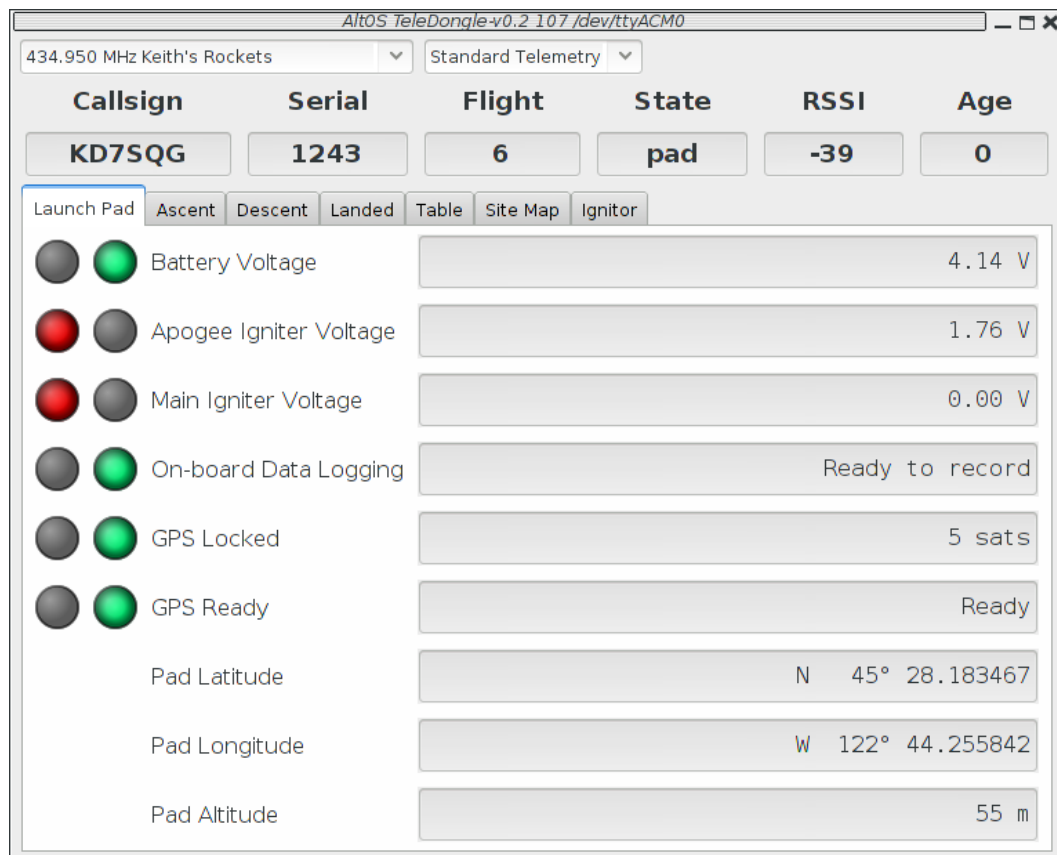 AltOS TeleDongle-v0.2 107 /dev/ttyACM0
434.950 MHz Keith's Rockets Standard Telemetry
Callsign Serial Flight State RSSI Age
KD7SQG 1243 6 pad -39 0
Launch Pad Ascent Descent Landed Table Site Map Ignitor
Battery Voltage 4.14 V
Apogee Igniter Voltage 1.76 V
Main Igniter Voltage 0.00 V
On-board Data Logging Ready to record
GPS Locked 5 sats
GPS Ready Ready
Pad Latitude N 45° 28.183467
Pad Longitude W 122° 44.255842
Pad Altitude 55 m